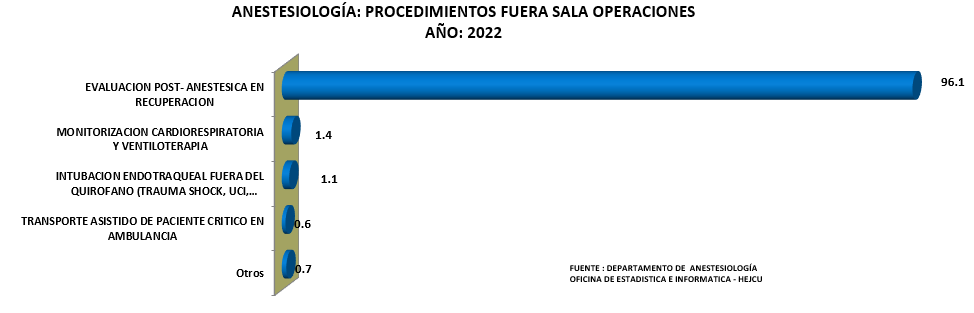 ANESTESIOLOGÍA: PROCEDIMIENTOS FUERA SALA OPERACIONES
AÑO: 2022
EVALUACION POST- ANESTESICA EN
RECUPERACION
96.1
MONITORIZACION CARDIORESPIRATORIA
Y VENTILOTERAPIA
1.4
INTUBACION ENDOTRAQUEAL FUERA DEL
QUIROFANO (TRAUMA SHOCK, UCI,...
1.1
TRANSPORTE ASISTIDO DE PACIENTE CRITICO EN
AMBULANCIA
0.6
Otros
0.7
FUENTE : DEPARTAMENTO DE ANESTESIOLOGÍA
OFICINA DE ESTADISTICA E INFORMATICA - HEJCU